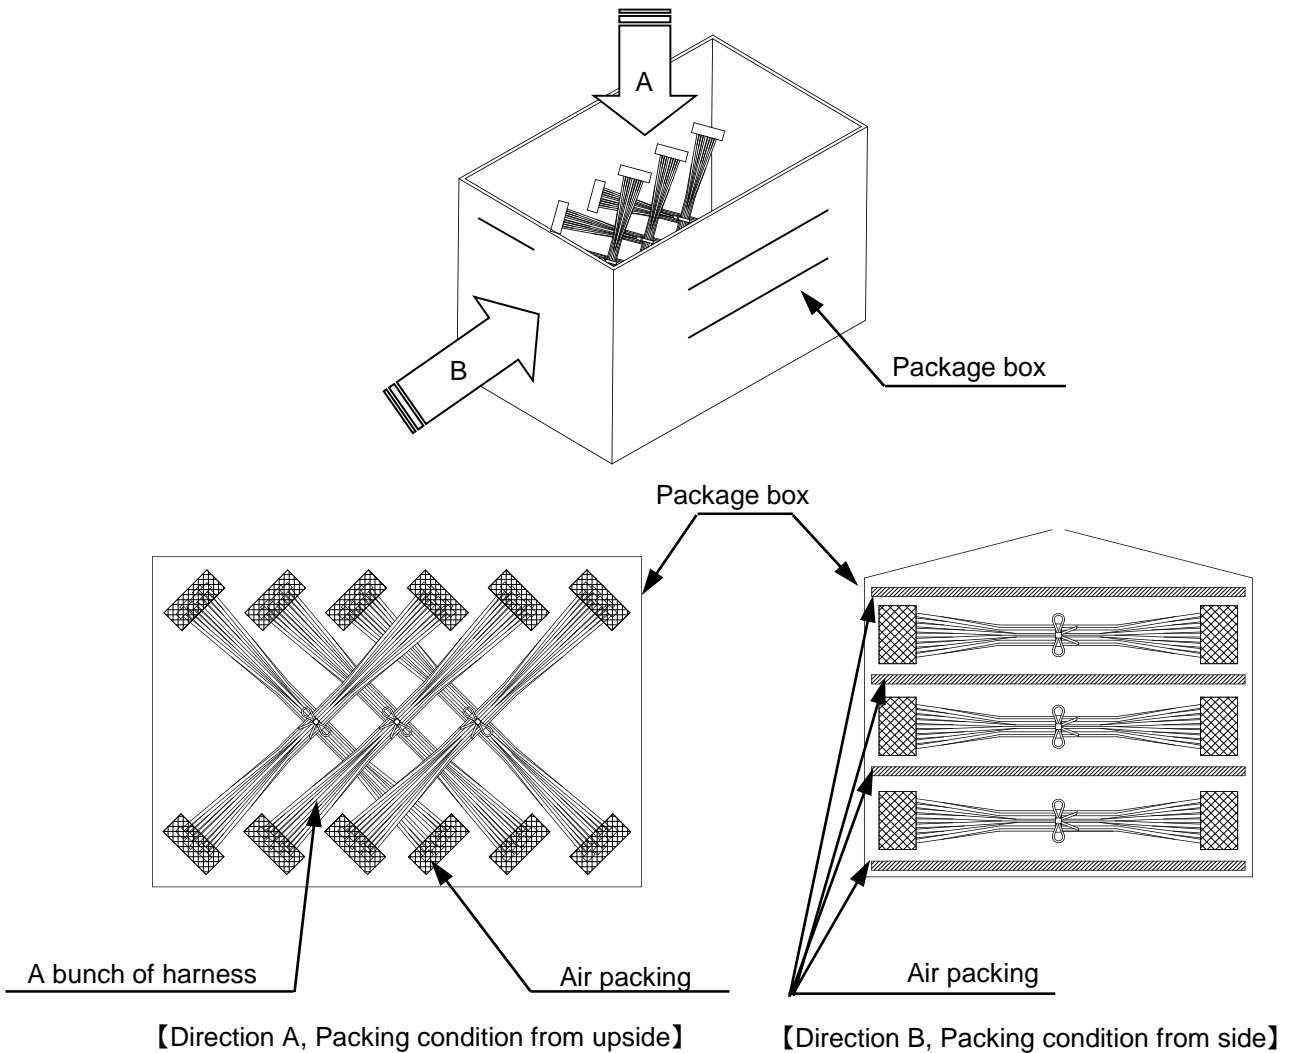 A
B
Package box
Package box
A bunch of harness
Air packing
Air packing
【Direction A, Packing condition from upside】
【Direction B, Packing condition from side】